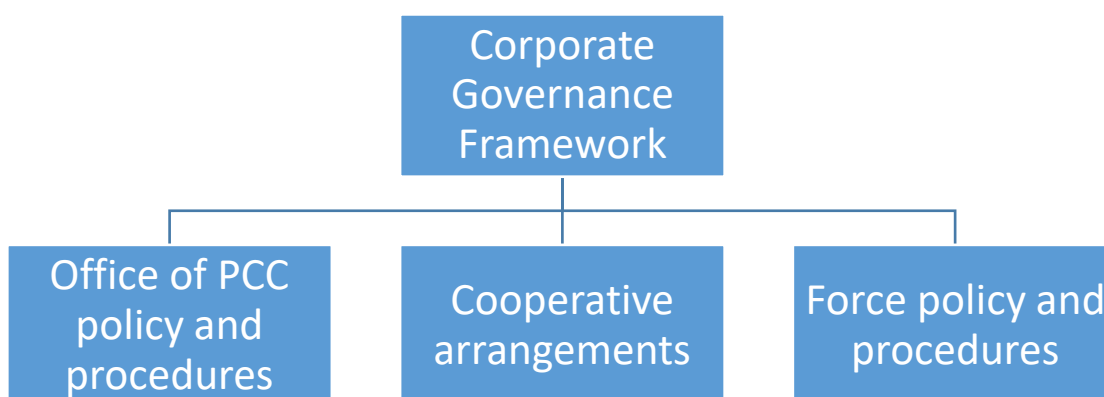 Corporate
Governance
Framework
Office of PCC
policy and
procedures
Cooperative
arrangements
Force policy and
procedures